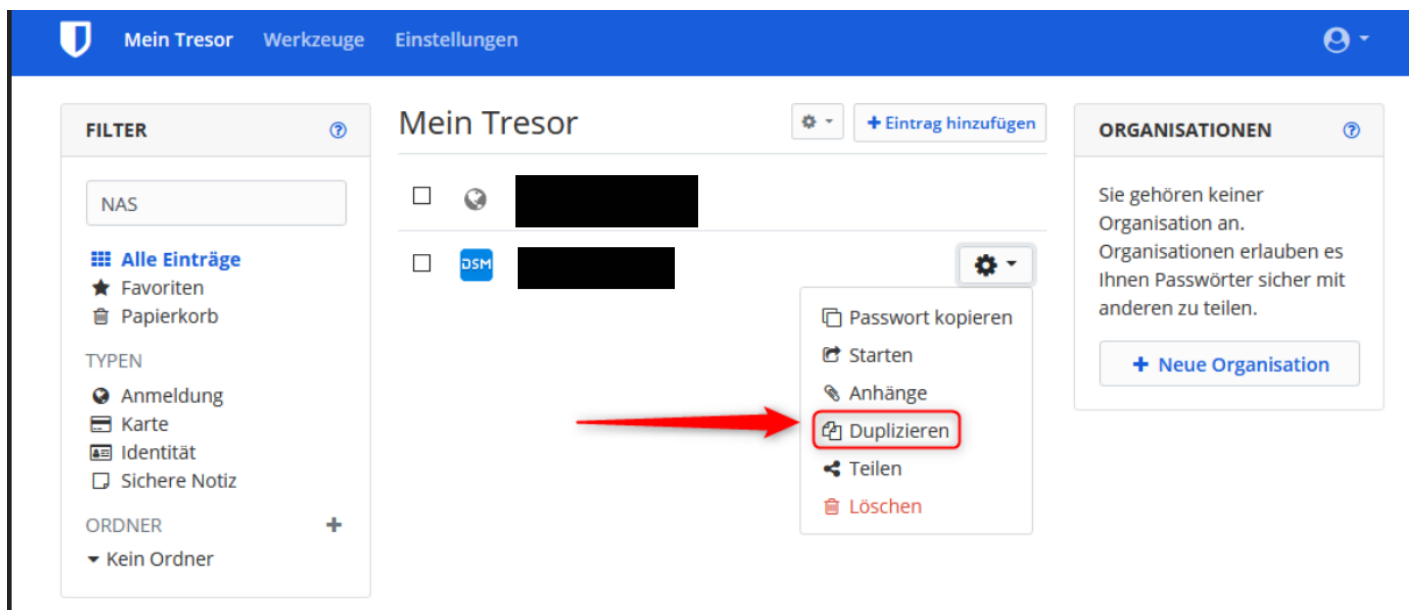 Mein Tresor Werkzeuge Einstellungen
FILTER
NAS
Alle Einträge
Favoriten
Papierkorb
TYPEN
Anmeldung
Karte
Identität
Sichere Notiz
ORDNER
Kein Ordner
Mein Tresor
Eintrag hinzufügen
DSM
Passwort kopieren
Starten
Anhänge
Duplizieren
Teilen
Löschen
ORGANISATIONEN
Sie gehören keiner
Organisation an.
Organisationen erlauben es
Ihnen Passwörter sicher mit
anderen zu teilen.
Neue Organisation